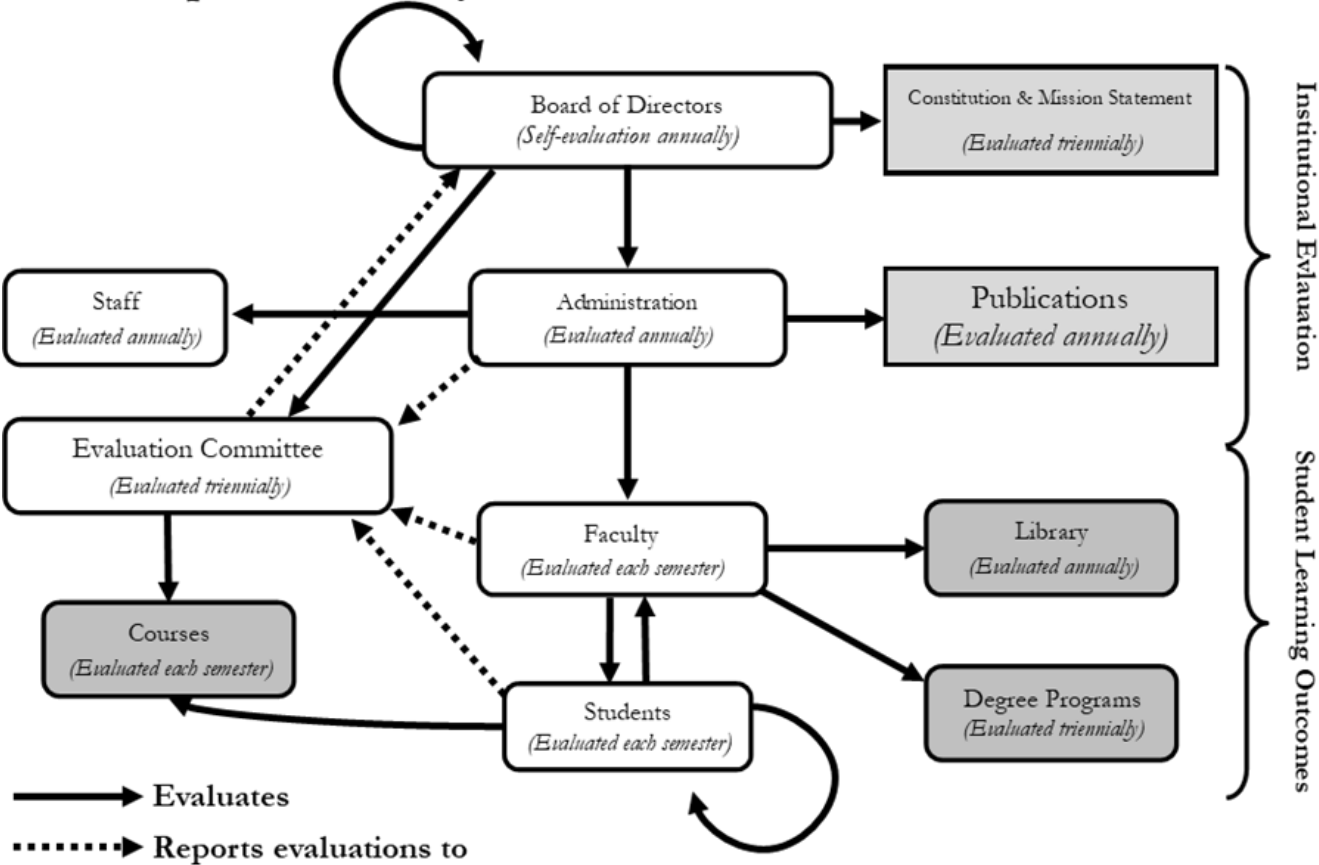 Board of Directors
(Self-evaluation annually)
Constitution & Mission Statement
(Evaluated triennially)
Staff
(Evaluated annually)
Administration
(Evaluated annually)
Publications
(Evaluated annually)
Institutional Evlauation
Evaluation Committee
(Evaluated triennially)
Faculty
(Evaluated each semester)
Library
(Evaluated annually)
Courses
(Evaluated each semester)
Students
(Evaluated each semester)
Degree Programs
(Evaluated triennially)
Student Learning Outcomes
Evaluates
Reports evaluations to